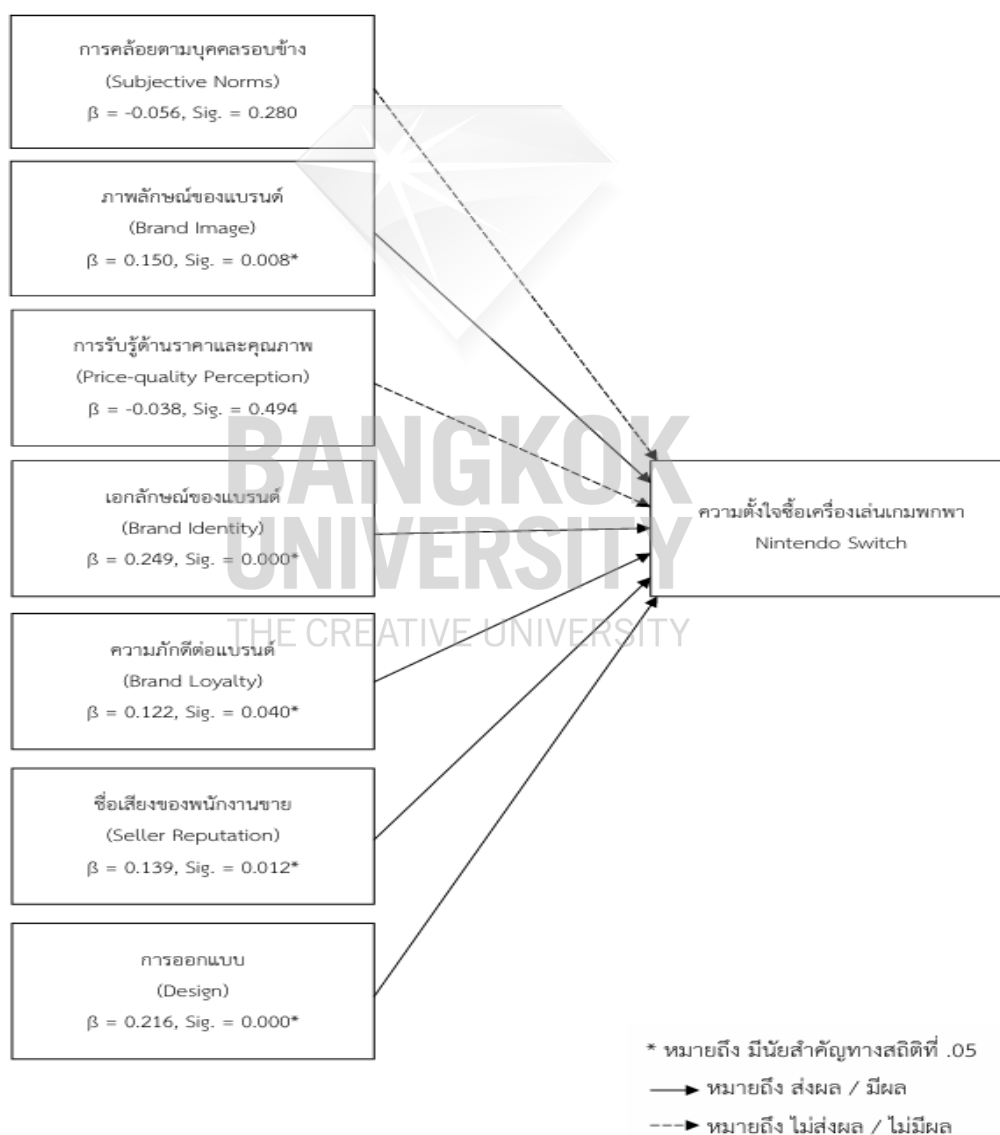 การคล้อยตามบุคคลรอบข้าง
(Subjective Norms)
β = -0.056, Sig. = 0.280
ภาพลักษณ์ของแบรนด์
(Brand Image)
β = 0.150, Sig. = 0.008*
การรับรู้ด้านราคาและคุณภาพ
(Price-quality Perception)
β = -0.038, Sig. = 0.494
เอกลักษณ์ของแบรนด์
(Brand Identity)
β = 0.249, Sig. = 0.000*
ความภักดีต่อแบรนด์
(Brand Loyalty)
β = 0.122, Sig. = 0.040*
ชื่อเสียงของพนักงานขาย
(Seller Reputation)
β = 0.139, Sig. = 0.012*
การออกแบบ
(Design)
β = 0.216, Sig. = 0.000*
ความตั้งใจซื้อเครื่องเล่นเกมพกพา
Nintendo Switch
BANGKOK
UNIVERSITY
THE CREATIVE UNIVERSITY
* หมายถึง มีนัยสำคัญทางสถิติที่ .05
หมายถึง ส่งผล / มีผล
หมายถึง ไม่ส่งผล / ไม่มีผล